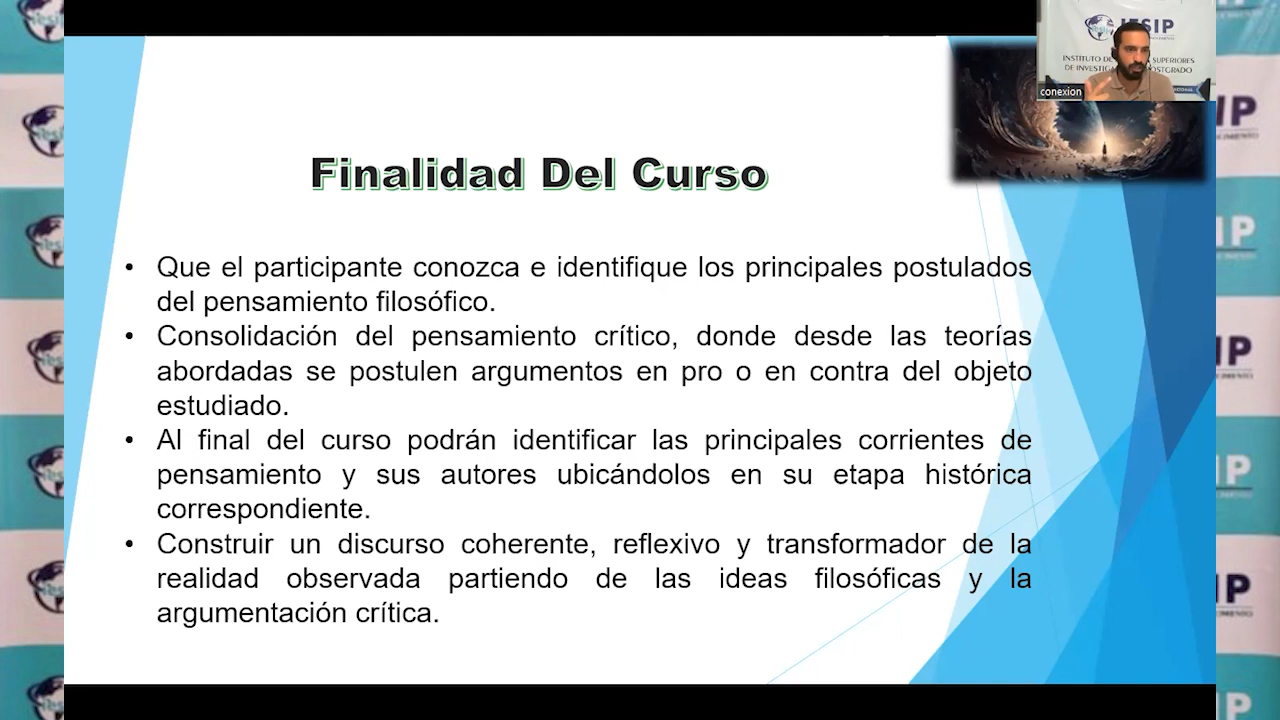 IESIP
INSTITUTO DE SUPERIORES
DE POSTGRADO
conexion
Finalidad Del Curso
• Que el participante conozca e identifique los principales postulados
del pensamiento filosófico.
• Consolidación del pensamiento crítico, donde desde las teorías
abordadas se postulen argumentos en pro o en contra del objeto
estudiado.
• Al final del curso podrán identificar las principales corrientes de
pensamiento y sus autores ubicándolos en su etapa histórica
correspondiente.
• Construir un discurso coherente, reflexivo y transformador de la
realidad observada partiendo de las ideas filosóficas y la
argumentación crítica.